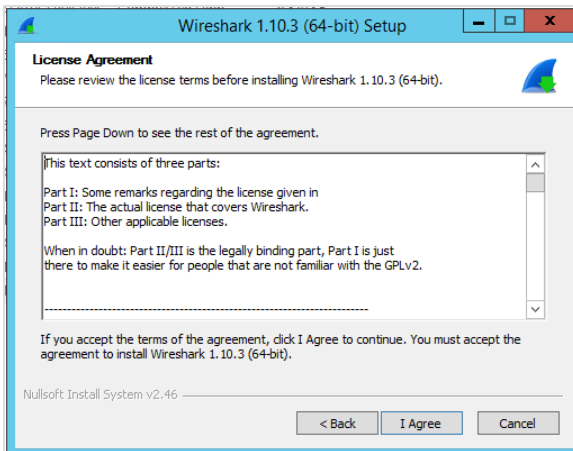 Wireshark 1.10.3 (64-bit) Setup
License Agreement
Please review the license terms before installing Wireshark 1.10.3 (64-bit).
Press Page Down to see the rest of the agreement.
This text consists of three parts:
Part I: Some remarks regarding the license given in
Part II: The actual license that covers Wireshark.
Part III: Other applicable licenses.
When in doubt: Part II/III is the legally binding part, Part I is just
there to make it easier for people that are not familiar with the GPLv2.
------------------------------------------------------------------------
If you accept the terms of the agreement, click I Agree to continue. You must accept the
agreement to install Wireshark 1.10.3 (64-bit).
Nullsoft Install System v2.46
< Back I Agree Cancel